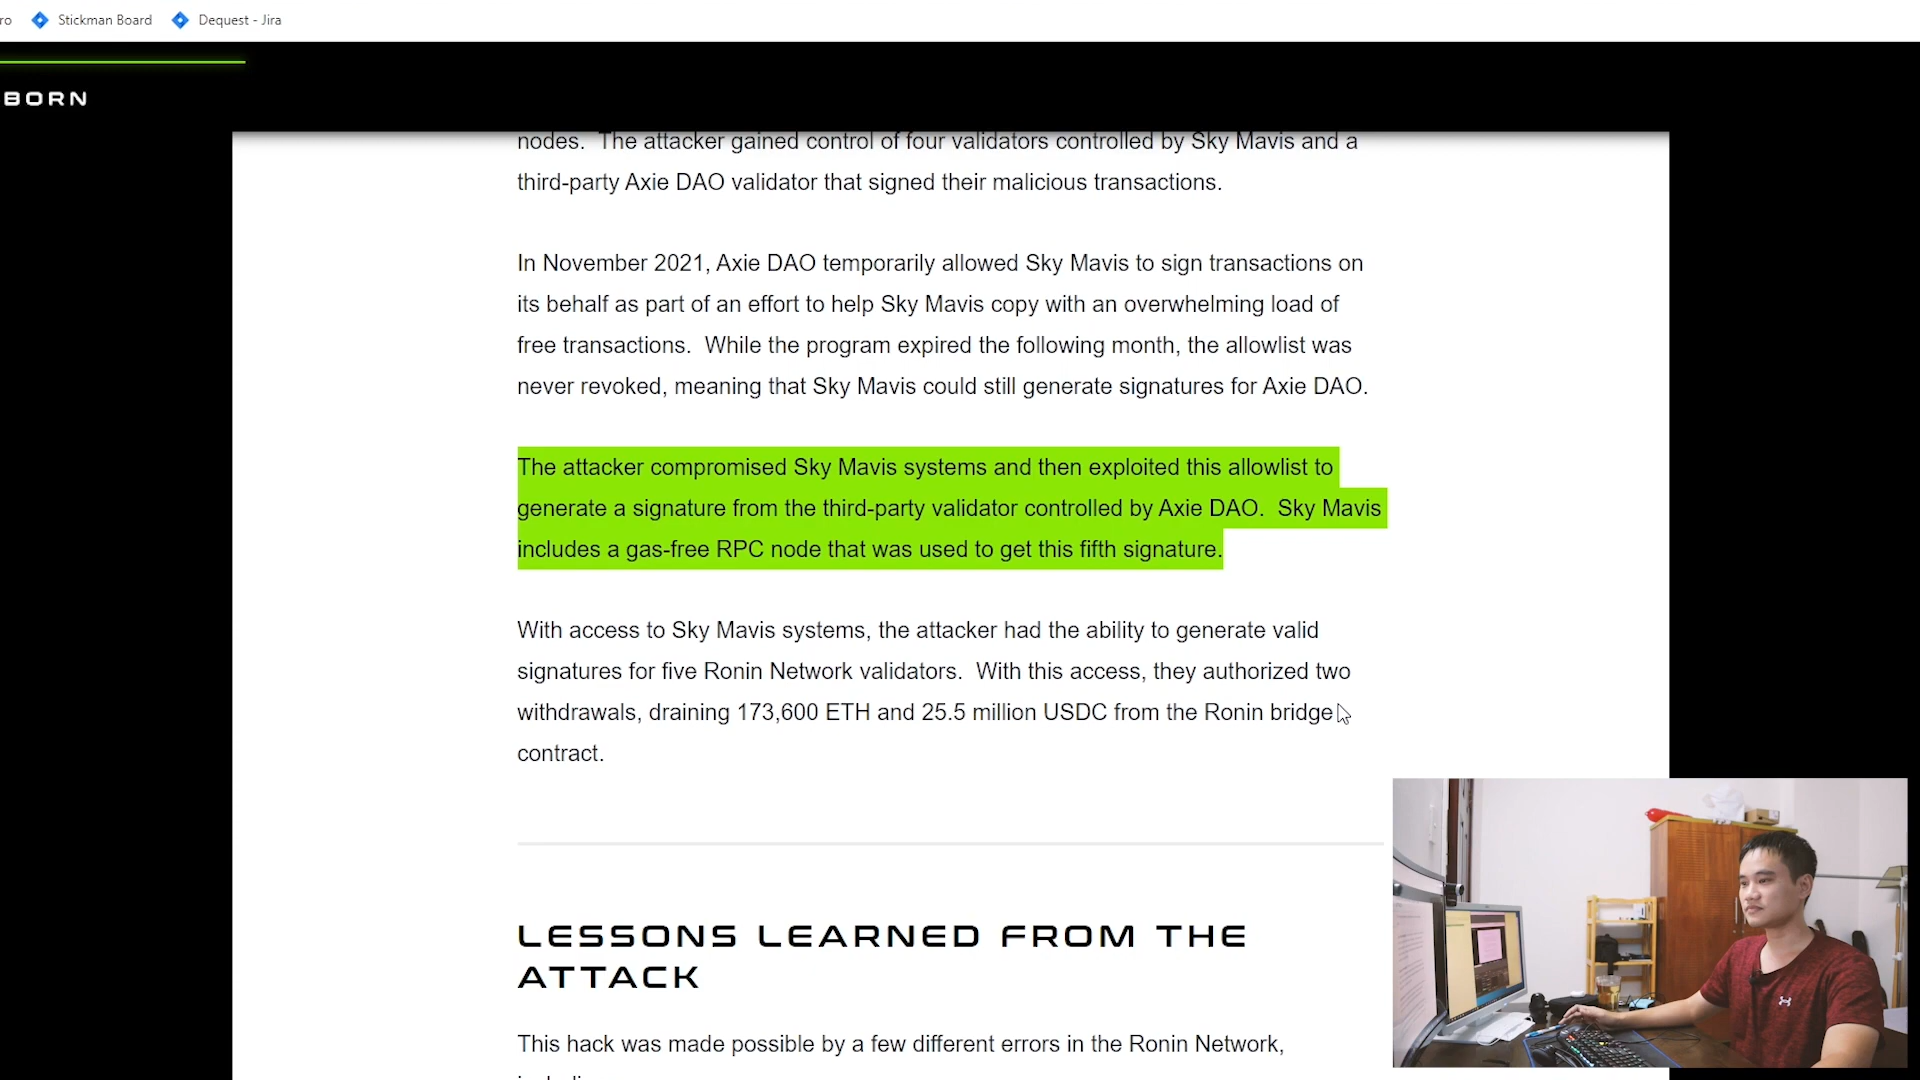 ro Stickman Board Dequest - Jira
BORN
nodes. The attacker gained control of four validators controlled by Sky Mavis and a
third-party Axie DAO validator that signed their malicious transactions.
In November 2021, Axie DAO temporarily allowed Sky Mavis to sign transactions on
its behalf as part of an effort to help Sky Mavis copy with an overwhelming load of
free transactions. While the program expired the following month, the allowlist was
never revoked, meaning that Sky Mavis could still generate signatures for Axie DAO.
The attacker compromised Sky Mavis systems and then exploited this allowlist to
generate a signature from the third-party validator controlled by Axie DAO. Sky Mavis
includes a gas-free RPC node that was used to get this fifth signature.
With access to Sky Mavis systems, the attacker had the ability to generate valid
signatures for five Ronin Network validators. With this access, they authorized two
withdrawals, draining 173,600 ETH and 25.5 million USDC from the Ronin bridge
contract.
LESSONS LEARNED FROM THE
ATTACK
This hack was made possible by a few different errors in the Ronin Network,